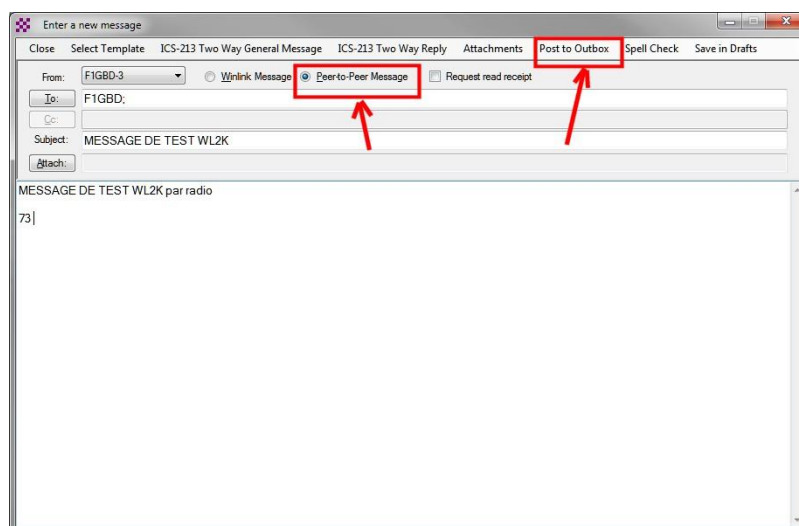 Enter a new message
Close Select Template ICS-213 Two Way General Message ICS-213 Two Way Reply Attachments Post to Outbox Spell Check Save in Drafts
From: F1GBD-3 Winlink Message Peer-to-Peer Message Request read receipt
To: F1GBD;
Cc:
Subject: MESSAGE DE TEST WL2K
Attach:
MESSAGE DE TEST WL2K par radio
73